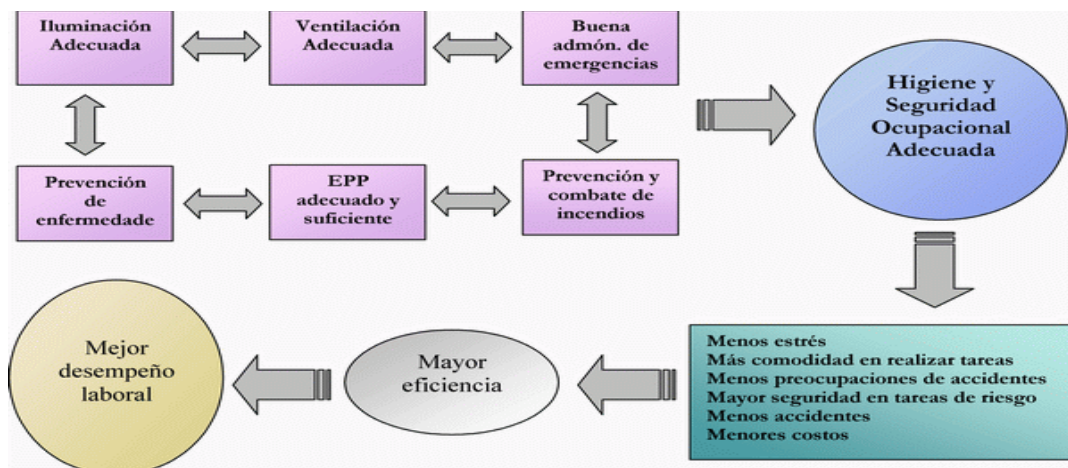 Iluminación
Adecuada
Ventilación
Adecuada
Buena
admón. de
emergencias
Higiene y
Seguridad
Ocupacional
Adecuada
Prevención
de
enfermedade
EPP
adecuado y
suficiente
Prevención y
combate de
incendios
Menos estrés
Más comodidad en realizar tareas
Menos preocupaciones de accidentes
Mayor seguridad en tareas de riesgo
Menos accidentes
Menores costos
Mayor
eficiencia
Mejor
desempeño
laboral